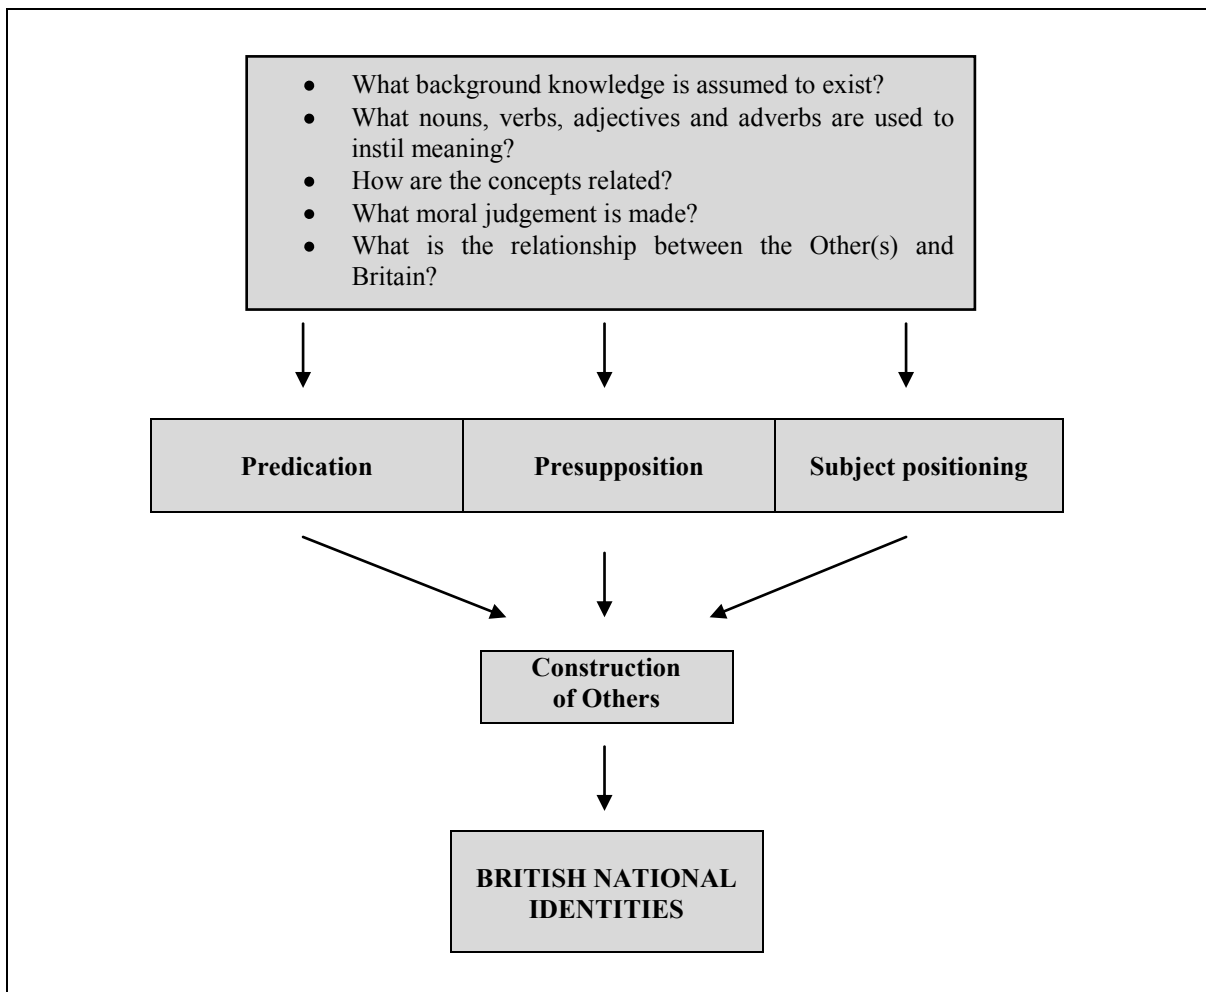 • What background knowledge is assumed to exist?
• What nouns, verbs, adjectives and adverbs are used to
instil meaning?
• How are the concepts related?
• What moral judgement is made?
• What is the relationship between the Other(s) and
Britain?
Predication
Presupposition
Subject positioning
Construction
of Others
BRITISH NATIONAL
IDENTITIES